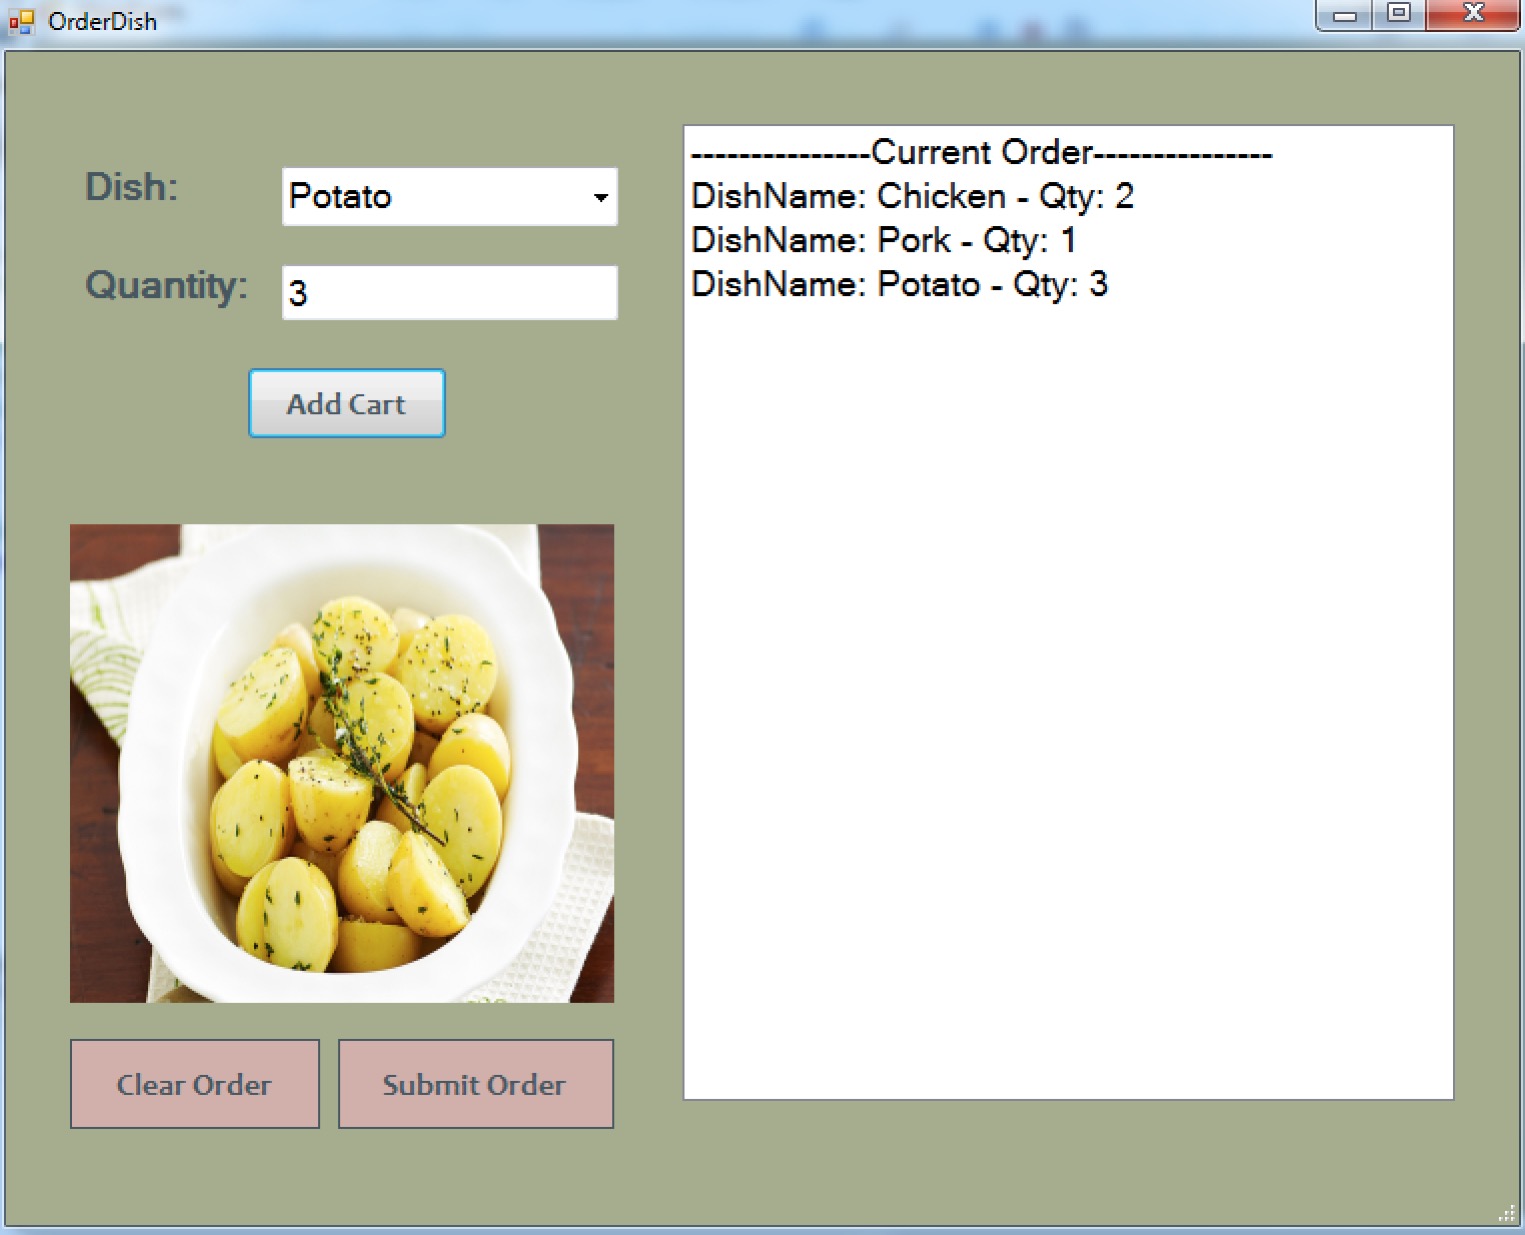 OrderDish
Dish:
Potato
Quantity:
3
Add Cart
Clear Order
Submit Order
---------------Current Order---------------
DishName: Chicken - Qty: 2
DishName: Pork - Qty: 1
DishName: Potato - Qty: 3